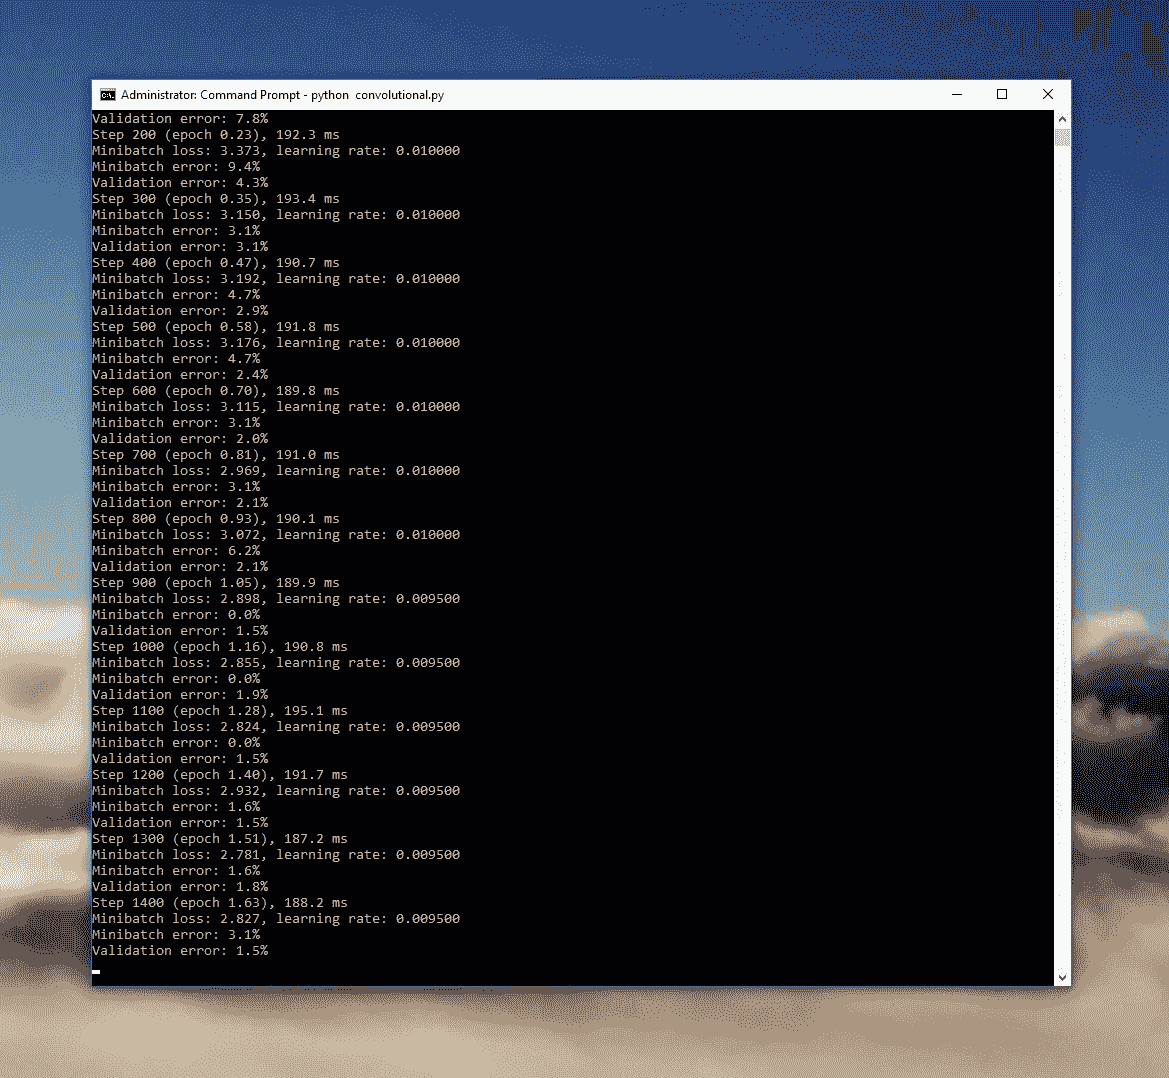 Administrator: Command Prompt - python  convolutional.py
Validation error: 7.8%
Step 200 (epoch 0.23), 192.3 ms
Minibatch loss: 3.373, learning rate: 0.010000
Minibatch error: 9.4%
Validation error: 4.3%
Step 300 (epoch 0.35), 193.4 ms
Minibatch loss: 3.150, learning rate: 0.010000
Minibatch error: 3.1%
Validation error: 3.1%
Step 400 (epoch 0.47), 190.7 ms
Minibatch loss: 3.192, learning rate: 0.010000
Minibatch error: 4.7%
Validation error: 2.9%
Step 500 (epoch 0.58), 191.8 ms
Minibatch loss: 3.176, learning rate: 0.010000
Minibatch error: 4.7%
Validation error: 2.4%
Step 600 (epoch 0.70), 189.8 ms
Minibatch loss: 3.115, learning rate: 0.010000
Minibatch error: 3.1%
Validation error: 2.0%
Step 700 (epoch 0.81), 191.0 ms
Minibatch loss: 2.969, learning rate: 0.010000
Minibatch error: 3.1%
Validation error: 2.1%
Step 800 (epoch 0.93), 190.1 ms
Minibatch loss: 3.072, learning rate: 0.010000
Minibatch error: 6.2%
Validation error: 2.1%
Step 900 (epoch 1.05), 189.9 ms
Minibatch loss: 2.898, learning rate: 0.009500
Minibatch error: 0.0%
Validation error: 1.5%
Step 1000 (epoch 1.16), 190.8 ms
Minibatch loss: 2.855, learning rate: 0.009500
Minibatch error: 0.0%
Validation error: 1.9%
Step 1100 (epoch 1.28), 195.1 ms
Minibatch loss: 2.824, learning rate: 0.009500
Minibatch error: 0.0%
Validation error: 1.5%
Step 1200 (epoch 1.40), 191.7 ms
Minibatch loss: 2.932, learning rate: 0.009500
Minibatch error: 1.6%
Validation error: 1.5%
Step 1300 (epoch 1.51), 187.2 ms
Minibatch loss: 2.781, learning rate: 0.009500
Minibatch error: 1.6%
Validation error: 1.8%
Step 1400 (epoch 1.63), 188.2 ms
Minibatch loss: 2.827, learning rate: 0.009500
Minibatch error: 3.1%
Validation error: 1.5%